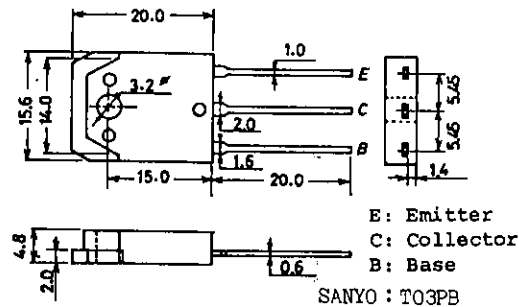 20.0
1.0
E
3.2ø
15.6
14.0
C
5.45
2.0
B
5.45
1.6
1.4
15.0
20.0
E: Emitter
C: Collector
B: Base
4.8
2.0
0.6
SANYO : TO3PB